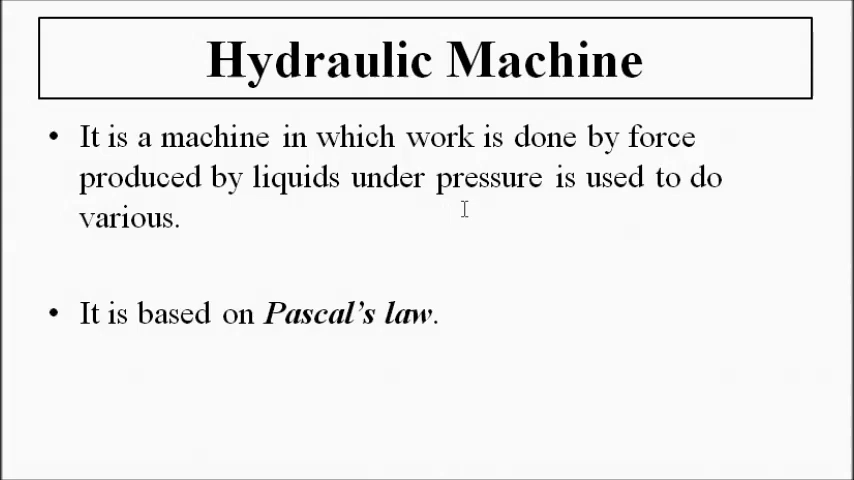 Hydraulic Machine
• It is a machine in which work is done by force
produced by liquids under pressure is used to do
various.
• It is based on Pascal's law.